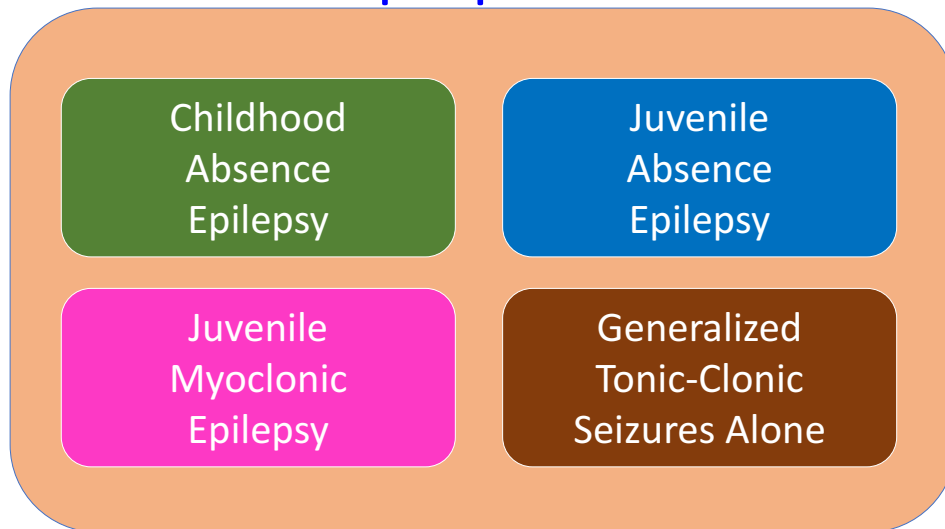 Childhood
Absence
Epilepsy
Juvenile
Absence
Epilepsy
Juvenile
Myoclonic
Epilepsy
Generalized
Tonic-Clonic
Seizures Alone